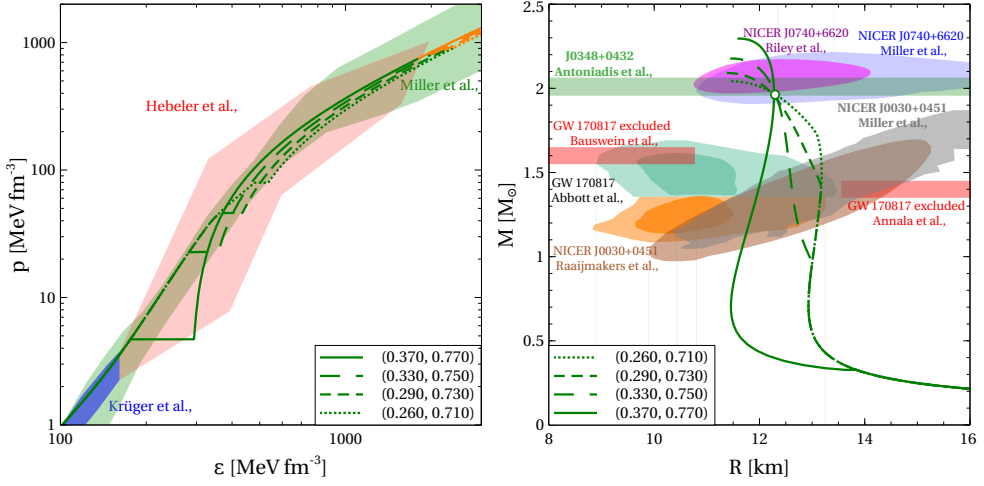 1000
100
10
1
p [MeV fm-3]
Hebeler et al.,
Miller et al.,
Krüger et al.,
(0.370, 0.770)
(0.330, 0.750)
(0.290, 0.730)
(0.260, 0.710)
100
1000
ε [MeV fm-3]
2.5
2
1.5
1
0.5
0
M [M⊙]
NICER J0740+6620
Riley et al.,
NICER J0740+6620
Miller et al.,
J0348+0432
Antoniadis et al.,
NICER J0030+0451
Miller et al.,
GW 170817 excluded
Bauswein et al.,
GW 170817
Abbott et al.,
GW 170817 excluded
Annala et al.,
NICER J0030+0451
Raaijmakers et al.,
(0.260, 0.710)
(0.290, 0.730)
(0.330, 0.750)
(0.370, 0.770)
8
10
12
14
16
R [km]